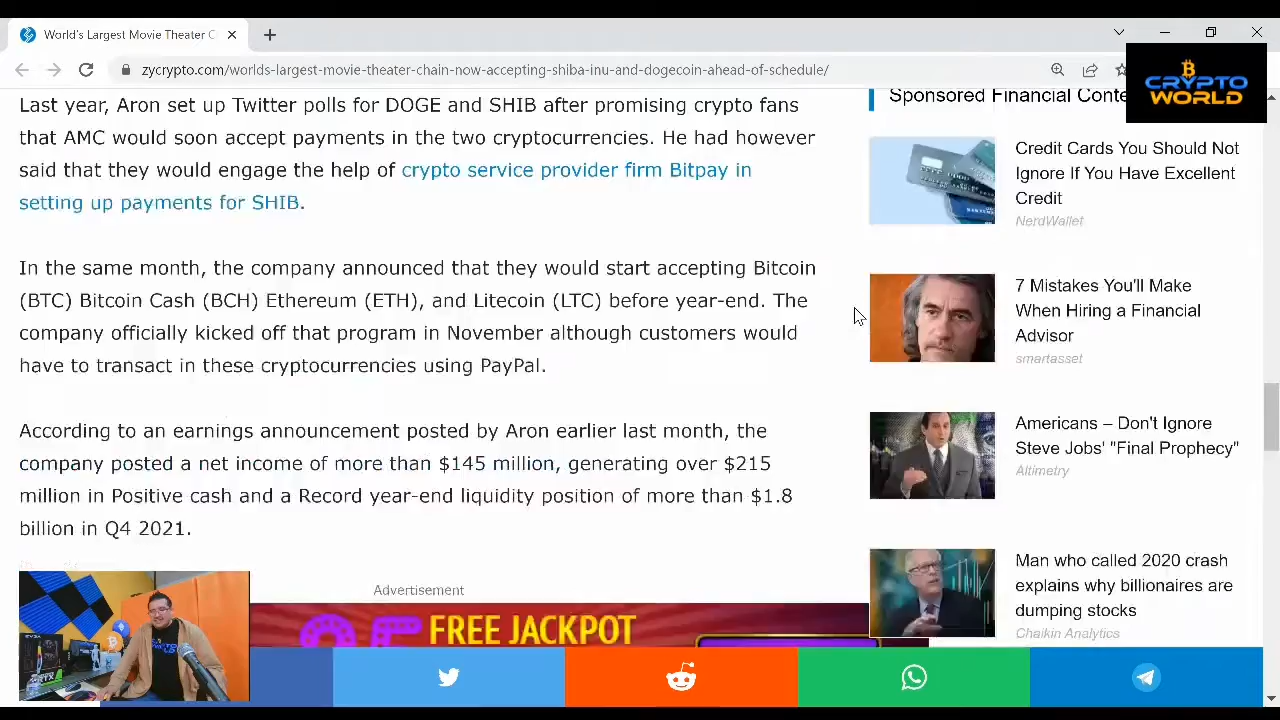 World's Largest Movie Theater C
zycrypto.com/worlds-largest-movie-theater-chain-now-accepting-shiba-inu-and-dogecoin-ahead-of-schedule/
CRYPTO
WORLD
Last year, Aron set up Twitter polls for DOGE and SHIB after promising crypto fans
that AMC would soon accept payments in the two cryptocurrencies. He had however
said that they would engage the help of crypto service provider firm Bitpay in
setting up payments for SHIB.
In the same month, the company announced that they would start accepting Bitcoin
(BTC) Bitcoin Cash (BCH) Ethereum (ETH), and Litecoin (LTC) before year-end. The
company officially kicked off that program in November although customers would
have to transact in these cryptocurrencies using PayPal.
According to an earnings announcement posted by Aron earlier last month, the
company posted a net income of more than $145 million, generating over $215
million in Positive cash and a Record year-end liquidity position of more than $1.8
billion in Q4 2021.
Advertisement
FREE JACKPOT
Sponsored Financial Conte
Credit Cards You Should Not
Ignore If You Have Excellent
Credit
NerdWallet
7 Mistakes You'll Make
When Hiring a Financial
Advisor
smartasset
Americans – Don't Ignore
Steve Jobs' "Final Prophecy"
Altimetry
Man who called 2020 crash
explains why billionaires are
dumping stocks
Chaikin Analytics